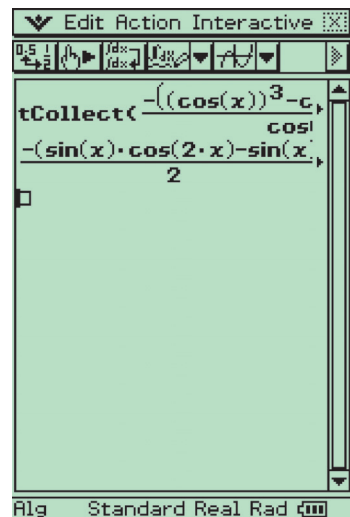 Edit Action Interactive
tCollect( -((cos(x))^3-c
cos
-(sin(x)·cos(2·x)-sin(x
2
Alg Standard Real Rad